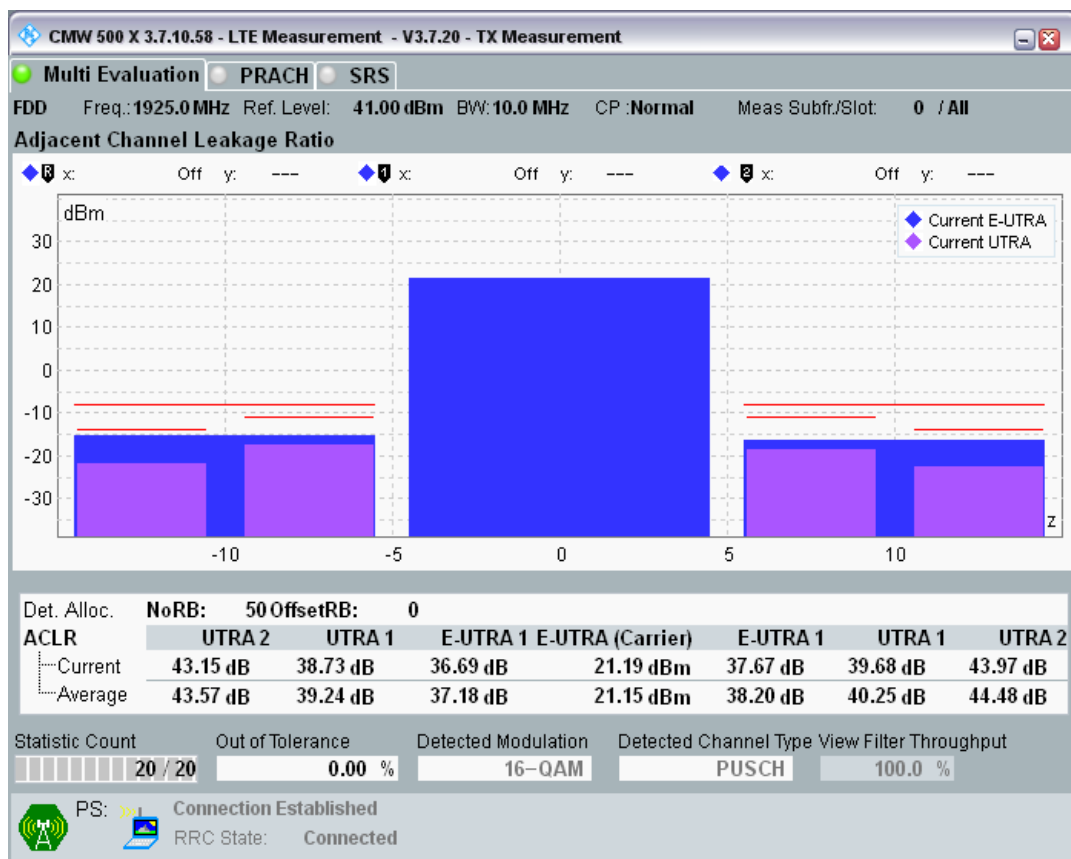 CMW 500 X 3.7.10.58 - LTE Measurement - V3.7.20 - TX Measurement
Multi Evaluation PRACH SRS
FDD Freq.: 1925.0 MHz Ref. Level: 41.00 dBm BW: 10.0 MHz CP :Normal Meas Subfr./Slot: 0 / All
Adjacent Channel Leakage Ratio
R x: Off y: --- 1 x: Off y: --- 2 x: Off y: ---
dBm
Current E-UTRA
Current UTRA
30
20
10
0
-10
-20
-30
z
-10 -5 0 5 10
Det. Alloc. NoRB: 50 OffsetRB: 0
ACLR UTRA 2 UTRA 1 E-UTRA 1 E-UTRA (Carrier) E-UTRA 1 UTRA 1 UTRA 2
Current 43.15 dB 38.73 dB 36.69 dB 21.19 dBm 37.67 dB 39.68 dB 43.97 dB
Average 43.57 dB 39.24 dB 37.18 dB 21.15 dBm 38.20 dB 40.25 dB 44.48 dB
Statistic Count Out of Tolerance Detected Modulation Detected Channel Type View Filter Throughput
20 / 20 0.00 % 16-QAM PUSCH 100.0 %
PS: Connection Established
RRC State: Connected